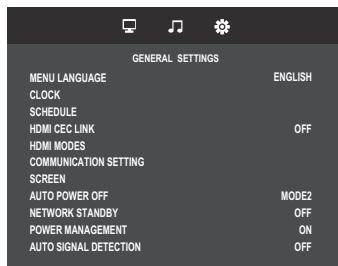 GENERAL SETTINGS
MENU LANGUAGE ENGLISH
CLOCK
SCHEDULE
HDMI CEC LINK OFF
HDMI MODES
COMMUNICATION SETTING
SCREEN
AUTO POWER OFF MODE2
NETWORK STANDBY OFF
POWER MANAGEMENT ON
AUTO SIGNAL DETECTION OFF